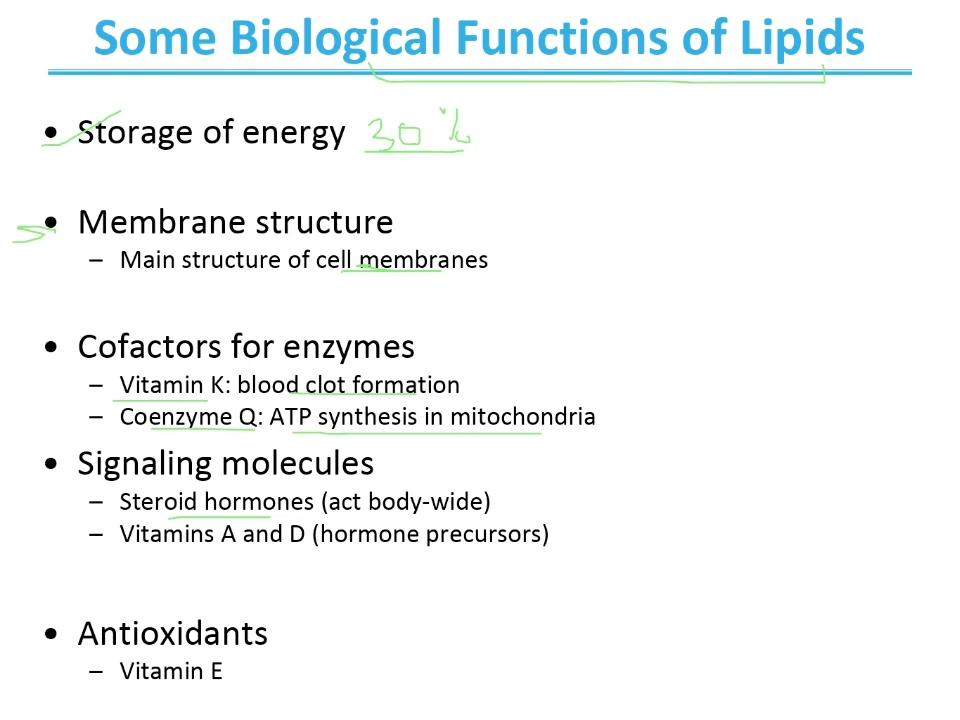 Some Biological Functions of Lipids
• Storage of energy 30%
• Membrane structure
– Main structure of cell membranes
• Cofactors for enzymes
– Vitamin K: blood clot formation
– Coenzyme Q: ATP synthesis in mitochondria
• Signaling molecules
– Steroid hormones (act body-wide)
– Vitamins A and D (hormone precursors)
• Antioxidants
– Vitamin E